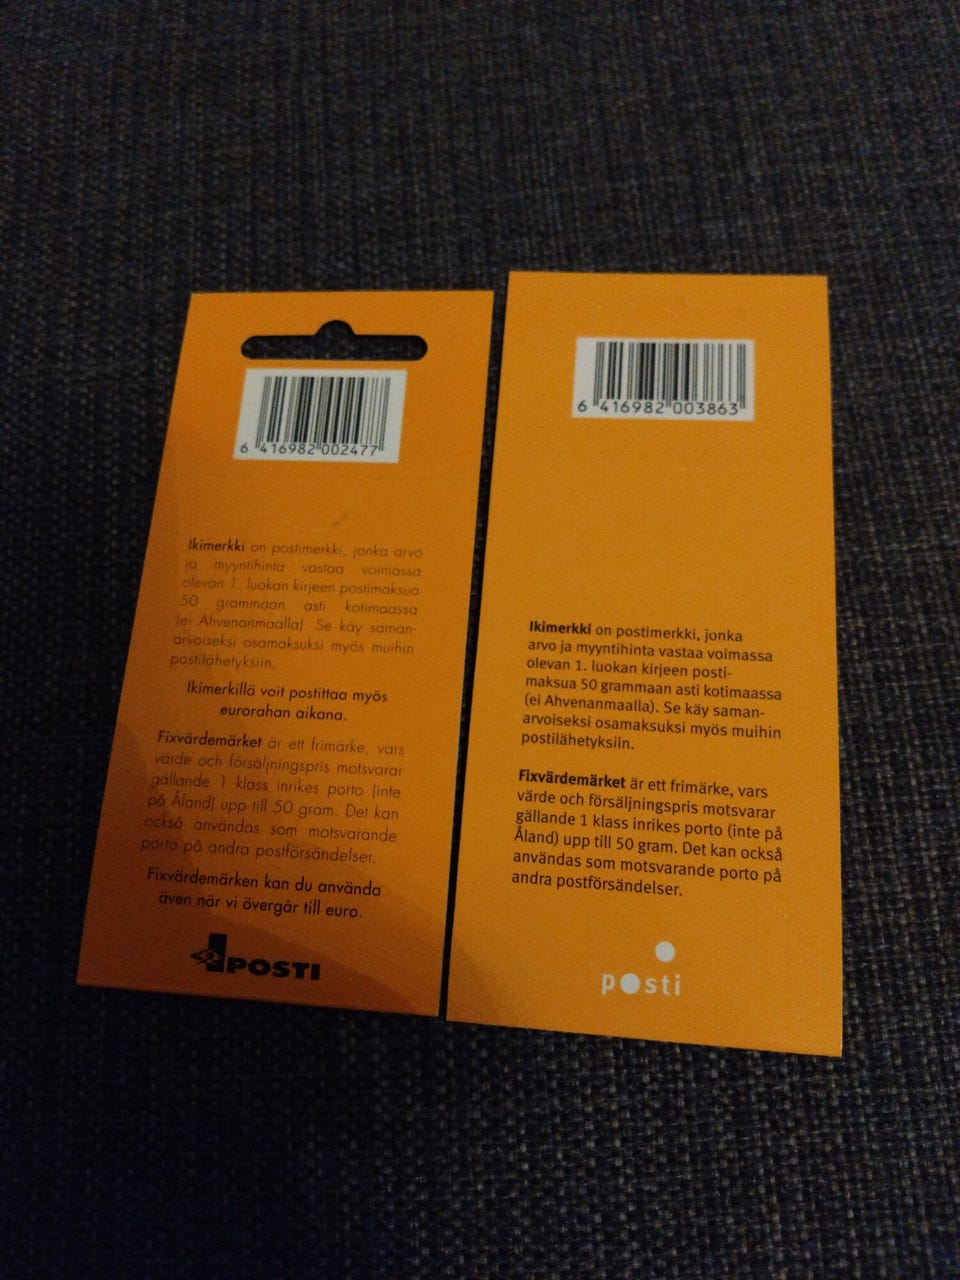 6 416982 002477
Ikimerkki on postimerkki, jonka arvo
ja myyntihinta vastaa voimassa
olevan 1. luokan kirjeen postimaksua
50 grammaan asti kotimaassa
(ei Ahvenanmaalla). Se käy saman-
arvoiseksi osamaksuksi myös muihin
postilähetyksiin.
Ikimerkillä voit postittaa myös
eurorahan aikana.
Fixvärdemärket är ett frimärke, vars
värde och försäljningspris motsvarar
gällande 1 klass inrikes porto (inte
på Åland) upp till 50 gram. Det kan
också användas som motsvarande
porto på andra postförsändelser.
Fixvärdemärken kan du använda
även när vi övergår till euro.
POSTI
6 416982 003863
Ikimerkki on postimerkki, jonka
arvo ja myyntihinta vastaa voimassa
olevan 1. luokan kirjeen posti-
maksua 50 grammaan asti kotimaassa
(ei Ahvenanmaalla). Se käy saman-
arvoiseksi osamaksuksi myös muihin
postilähetyksiin.
Fixvärdemärket är ett frimärke, vars
värde och försäljningspris motsvarar
gällande 1 klass inrikes porto (inte på
Åland) upp till 50 gram. Det kan också
användas som motsvarande porto på
andra postförsändelser.
posti